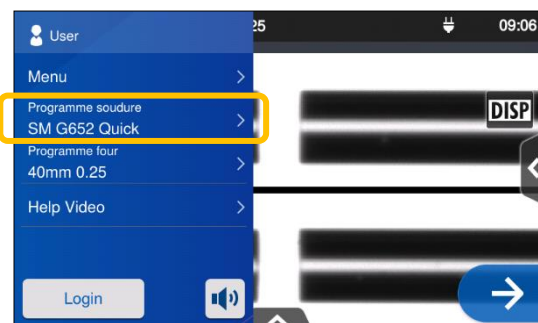 User
25
09:06
Menu
Programme soudure
SM G652 Quick
DISP
Programme four
40mm 0.25
Help Video
Login